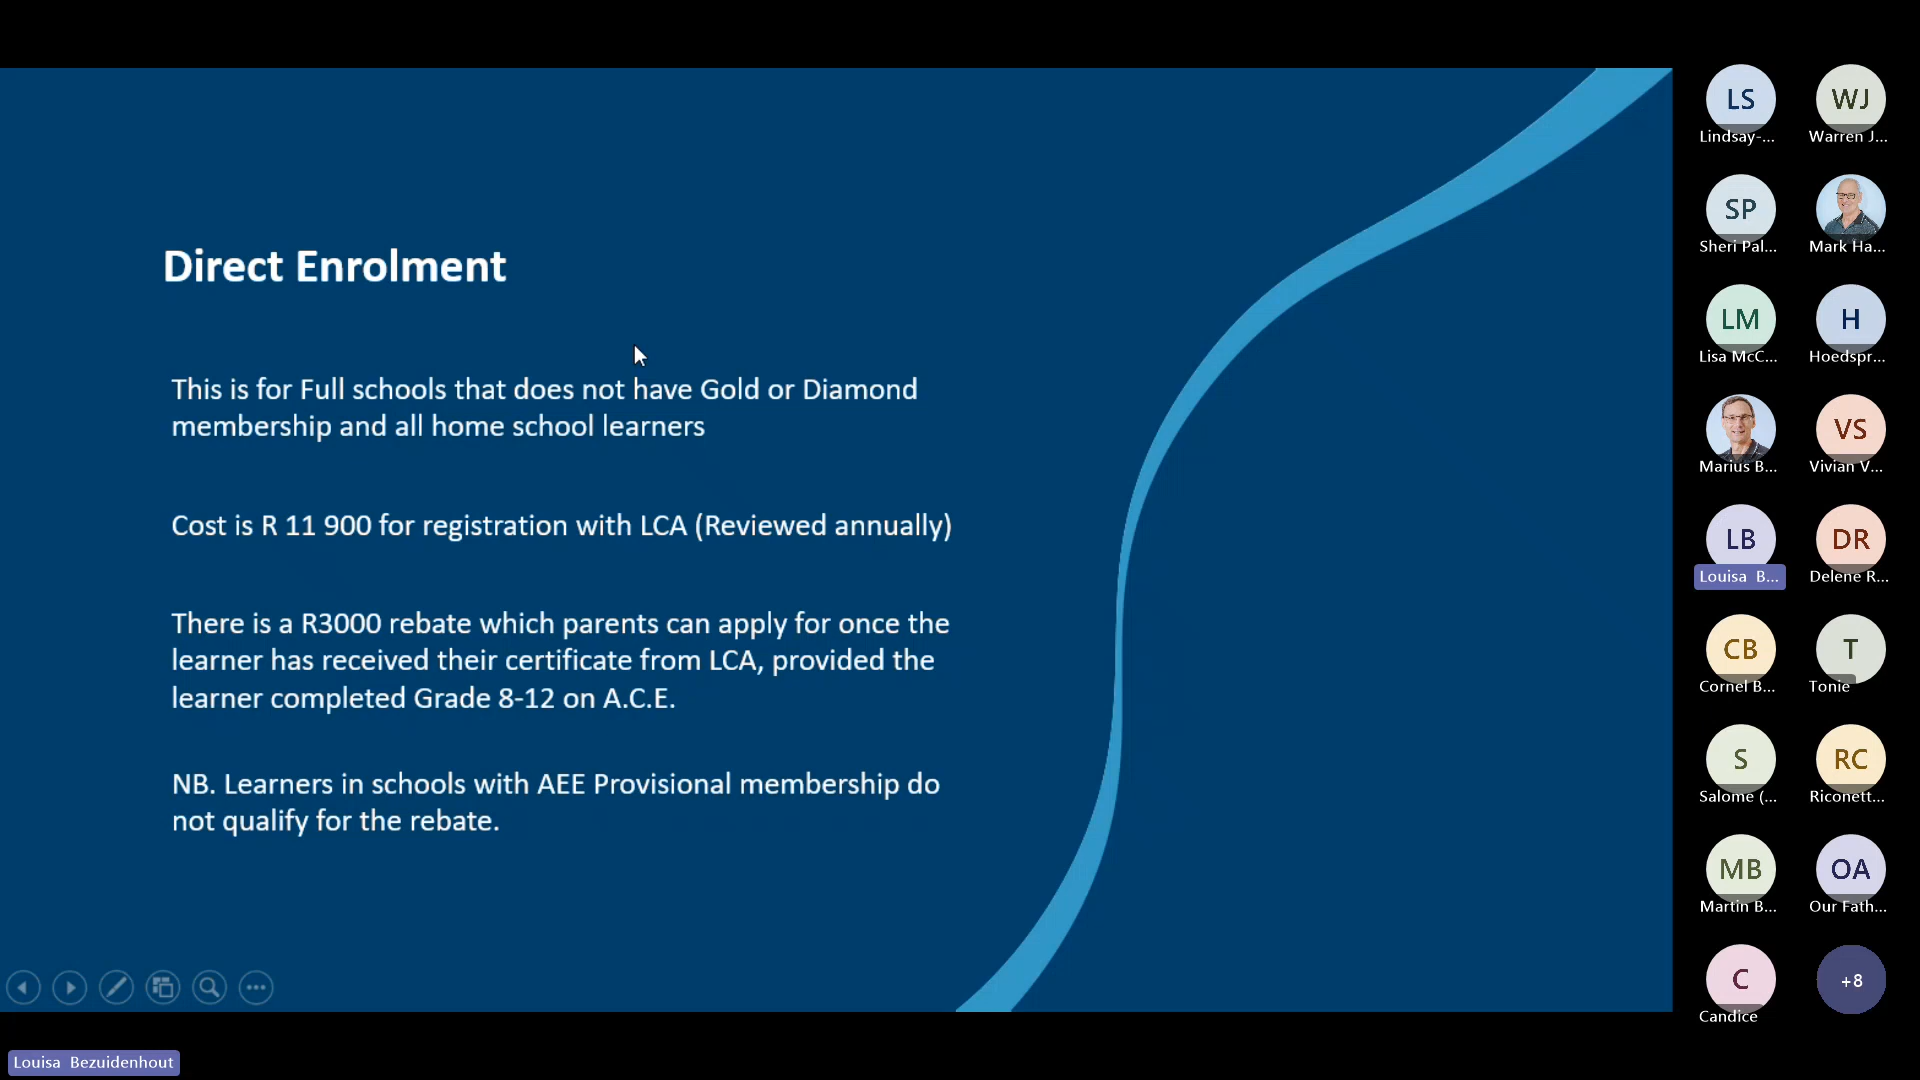 Direct Enrolment
This is for Full schools that does not have Gold or Diamond
membership and all home school learners
Cost is R 11 900 for registration with LCA (Reviewed annually)
There is a R3000 rebate which parents can apply for once the
learner has received their certificate from LCA, provided the
learner completed Grade 8-12 on A.C.E.
NB. Learners in schools with AEE Provisional membership do
not qualify for the rebate.
LS WJ
Lindsay-... Warren J...
SP
Sheri Pal... Mark Ha...
LM H
Lisa McC... Hoedspr...
VS
Marius B... Vivian V...
LB DR
Louisa B... Delene R...
CB T
Cornel B... Tonie
S RC
Salome (... Riconett...
MB OA
Martin B... Our Fath...
C +8
Candice
Louisa Bezuidenhout